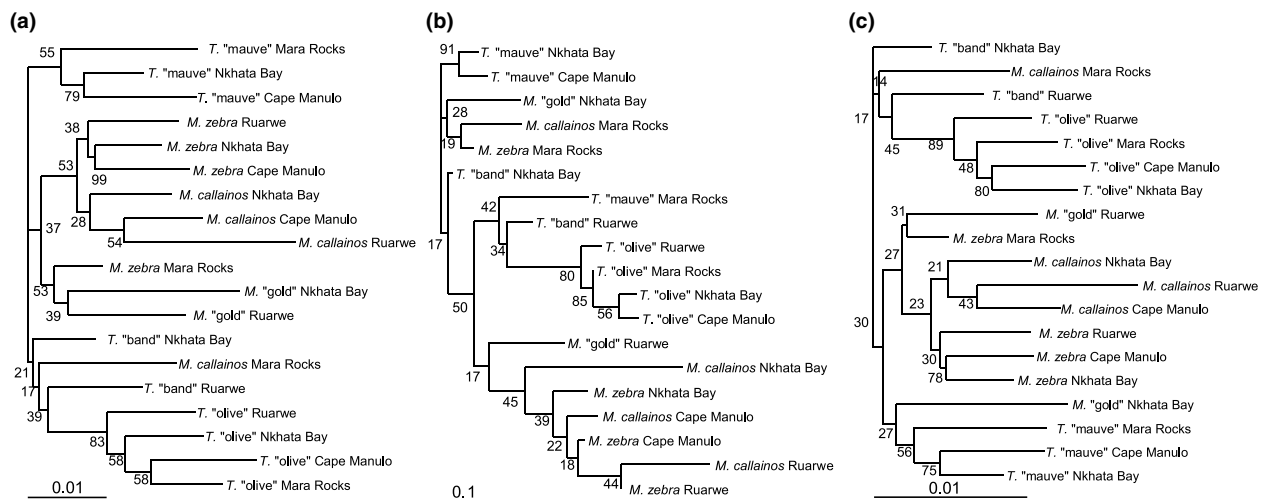 (a)
55
T. "mauve" Mara Rocks
T. "mauve" Nkhata Bay
79
T. "mauve" Cape Manulo
38
M. zebra Ruarwe
M. zebra Nkhata Bay
53
99
M. zebra Cape Manulo
M. callainos Nkhata Bay
28
M. callainos Cape Manulo
37
54
M. callainos Ruarwe
M. zebra Mara Rocks
53
M. "gold" Nkhata Bay
39
M. "gold" Ruarwe
T. "band" Nkhata Bay
21
M. callainos Mara Rocks
17
T. "band" Ruarwe
39
T. "olive" Ruarwe
83
T. "olive" Nkhata Bay
58
T. "olive" Cape Manulo
58
T. "olive" Mara Rocks
0.01
(b)
91
T. "mauve" Nkhata Bay
T. "mauve" Cape Manulo
M. "gold" Nkhata Bay
28
M. callainos Mara Rocks
19
M. zebra Mara Rocks
T. "band" Nkhata Bay
42
T. "mauve" Mara Rocks
T. "band" Ruarwe
17
34
T. "olive" Ruarwe
80
T. "olive" Mara Rocks
85
T. "olive" Nkhata Bay
50
56
T. "olive" Cape Manulo
M. "gold" Ruarwe
17
M. callainos Nkhata Bay
45
M. zebra Nkhata Bay
39
M. callainos Cape Manulo
22
M. zebra Cape Manulo
18
M. callainos Ruarwe
44
M. zebra Ruarwe
0.1
(c)
T. "band" Nkhata Bay
14
M. callainos Mara Rocks
T. "band" Ruarwe
17
T. "olive" Ruarwe
45
89
T. "olive" Mara Rocks
48
T. "olive" Cape Manulo
80
T. "olive" Nkhata Bay
31
M. "gold" Ruarwe
M. zebra Mara Rocks
27
21
M. callainos Nkhata Bay
M. callainos Ruarwe
23
43
M. callainos Cape Manulo
30
M. zebra Ruarwe
30
M. zebra Cape Manulo
78
M. zebra Nkhata Bay
M. "gold" Nkhata Bay
27
T. "mauve" Mara Rocks
56
T. "mauve" Cape Manulo
75
T. "mauve" Nkhata Bay
0.01